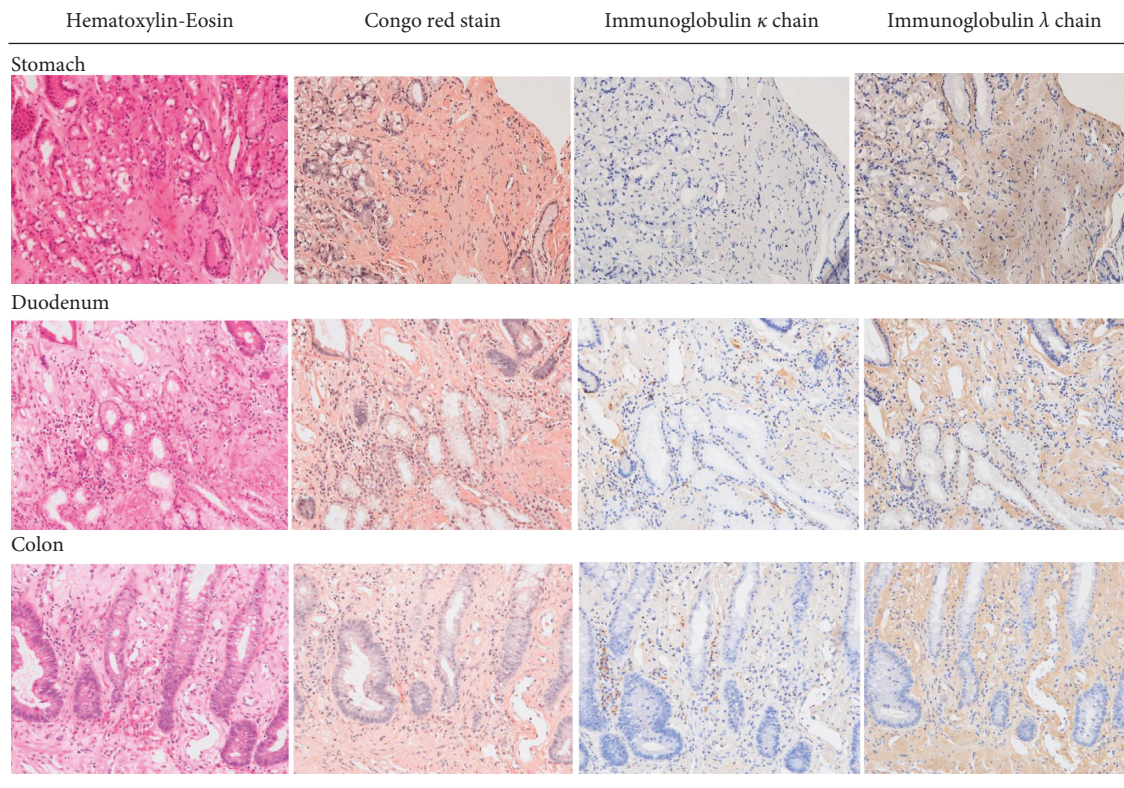 Hematoxylin-Eosin Congo red stain Immunoglobulin κ chain Immunoglobulin λ chain
Stomach
Duodenum
Colon